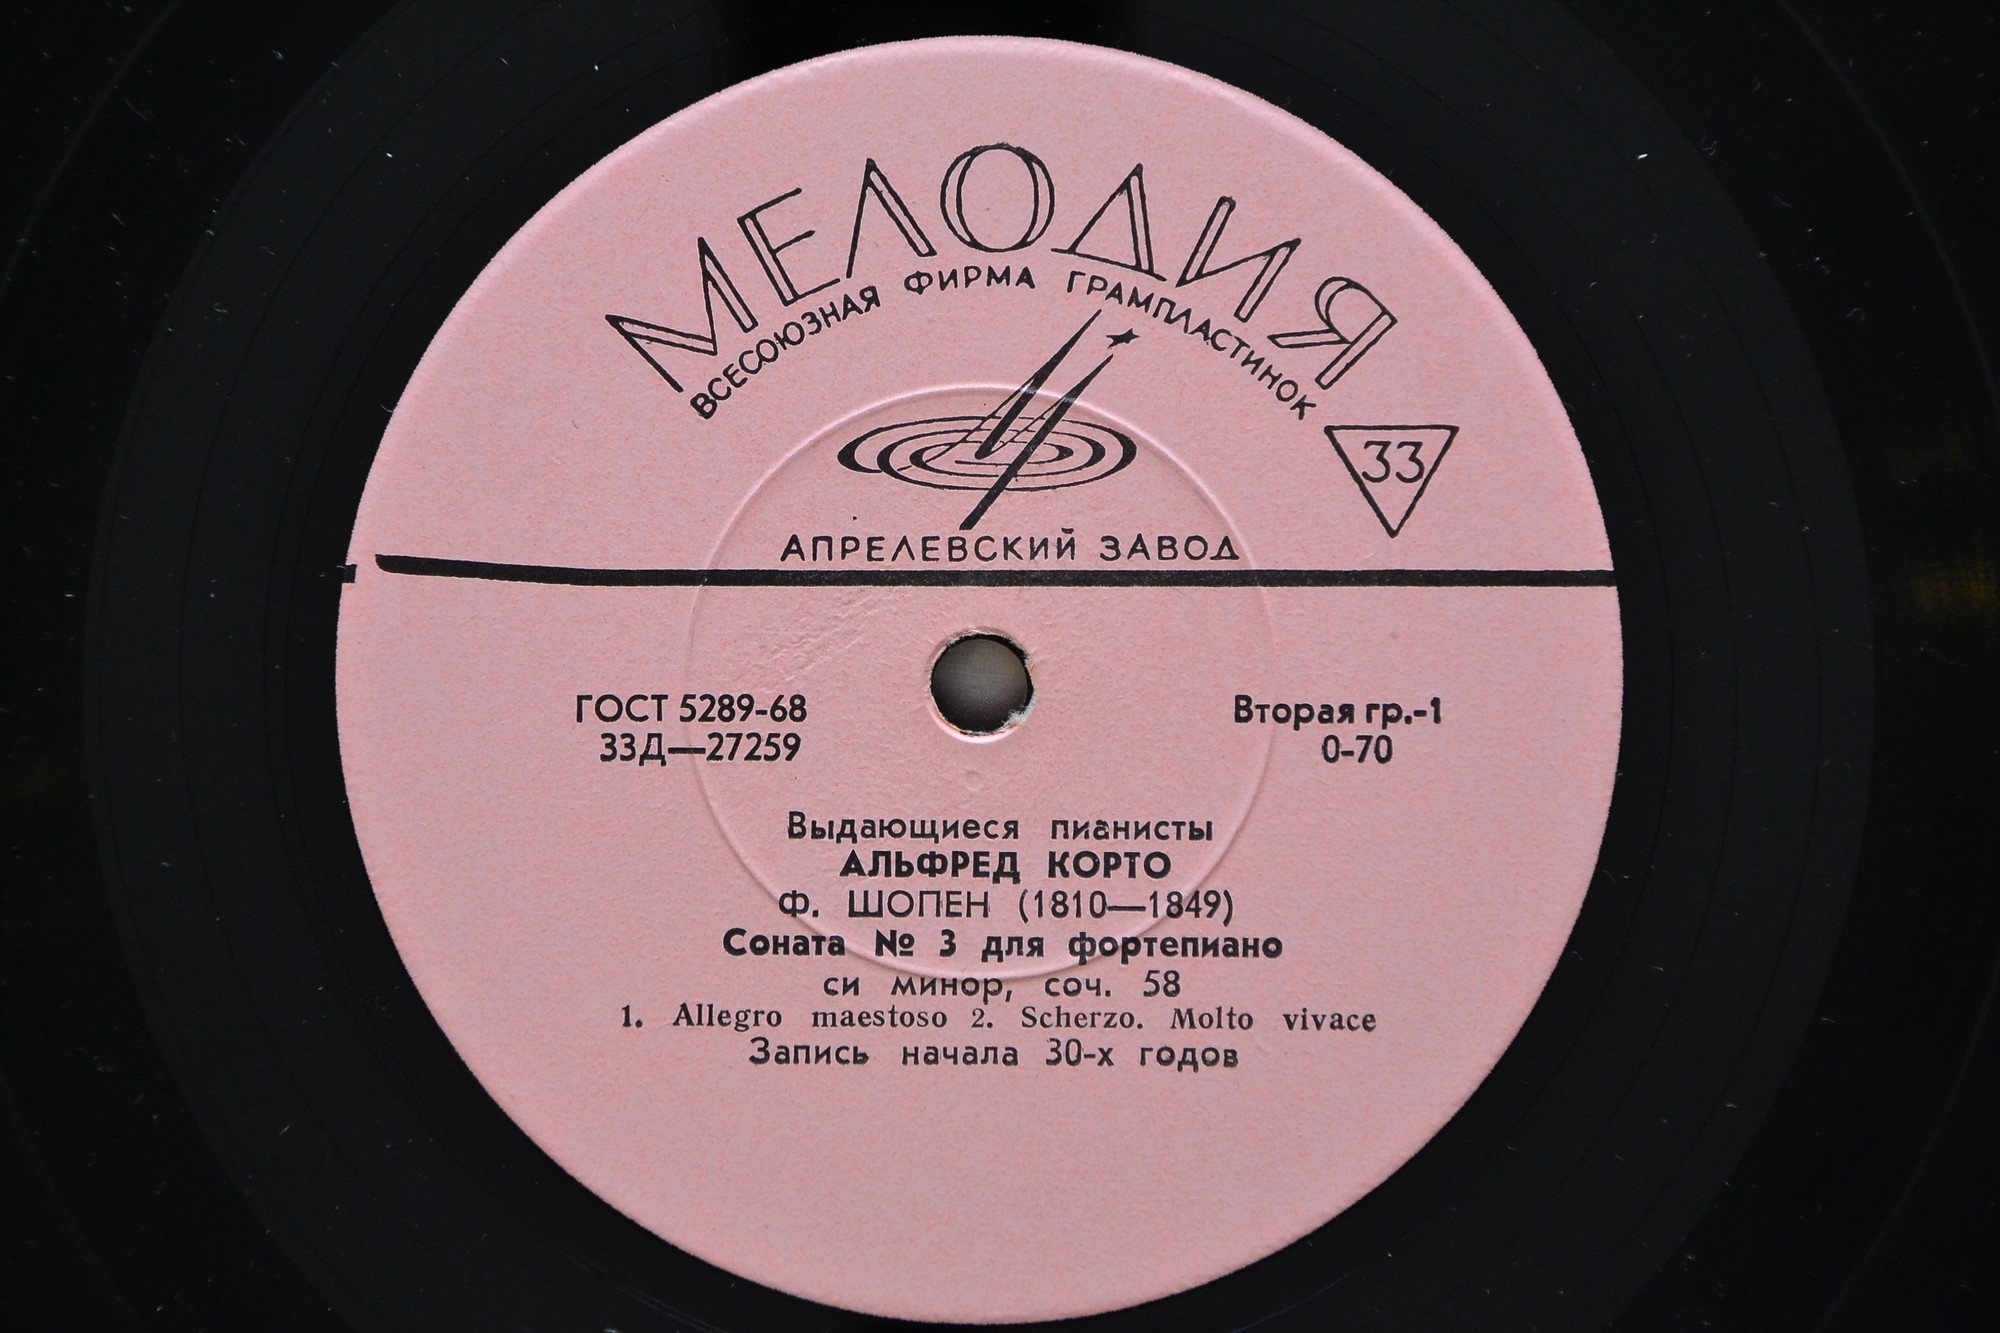 МЕЛОДИЯ
ВСЕСОЮЗНАЯ ФИРМА ГРАМПЛАСТИНОК
33
АПРЕЛЕВСКИЙ ЗАВОД
ГОСТ 5289-68
33Д—27259
Вторая гр.-1
0-70
Выдающиеся пианисты
АЛЬФРЕД КОРТО
Ф. ШОПЕН (1810—1849)
Соната № 3 для фортепиано
си минор, соч. 58
1. Allegro maestoso 2. Scherzo. Molto vivace
Запись начала 30-х годов